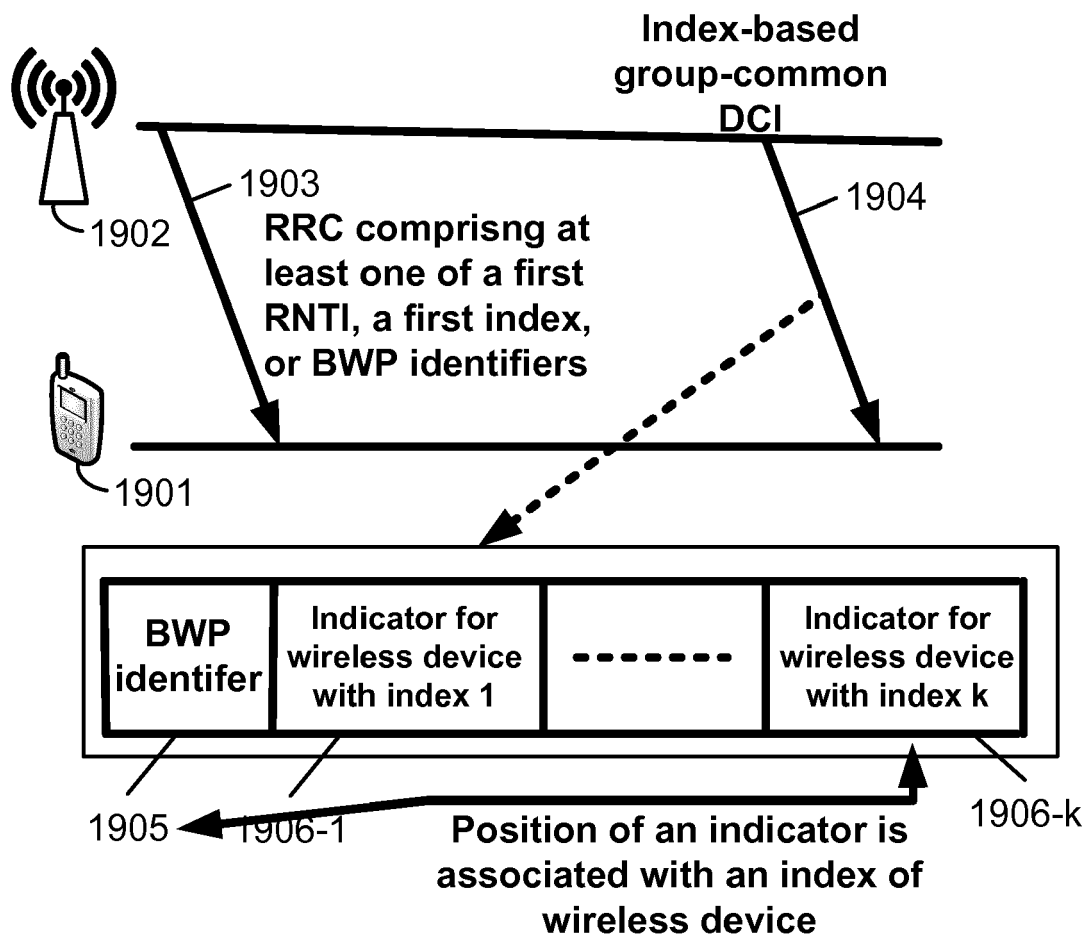 Index-based
group-common
DCI
1903
1904
1902
RRC comprisng at
least one of a first
RNTI, a first index,
or BWP identifiers
1901
BWP
identifer
Indicator for
wireless device
with index 1
Indicator for
wireless device
with index k
1905
1906-1
1906-k
Position of an indicator is
associated with an index of
wireless device